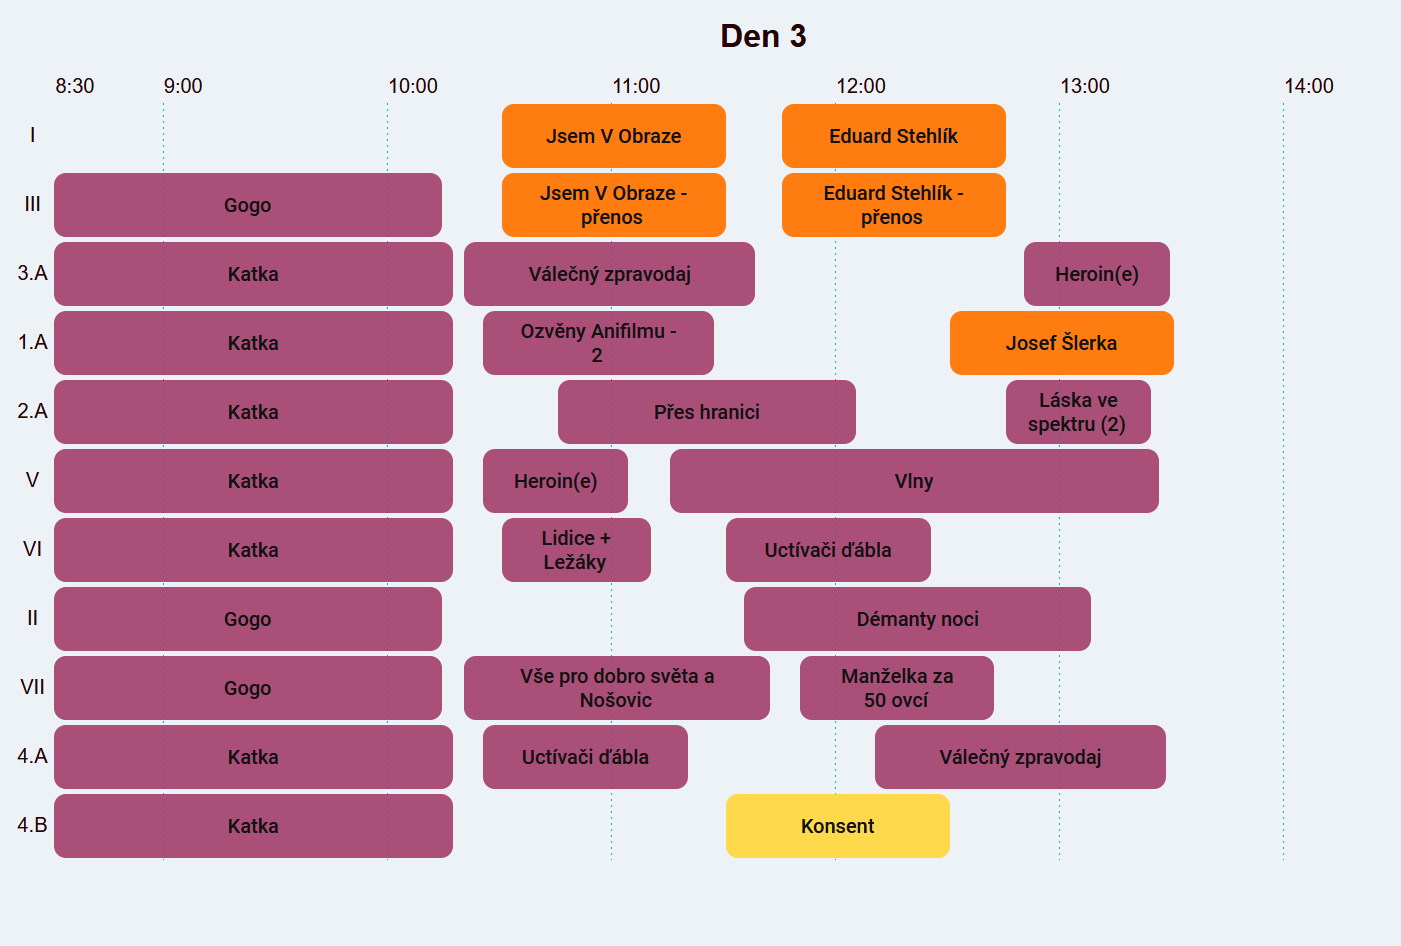 Den 3
8:30 9:00 10:00 11:00 12:00 13:00 14:00
I Jsem V Obraze Eduard Stehlík
III Gogo Jsem V Obraze -
přenos Eduard Stehlík -
přenos
3.A Katka Válečný zpravodaj Heroin(e)
1.A Katka Ozvěny Anifilmu -
2 Josef Šlerka
2.A Katka Přes hranici Láska ve
spektru (2)
V Katka Heroin(e) Vlny
VI Katka Lidice +
Ležáky Uctívači ďábla
II Gogo Démanty noci
VII Gogo Vše pro dobro světa a
Nošovic Manželka za
50 ovcí
4.A Katka Uctívači ďábla Válečný zpravodaj
4.B Katka Konsent